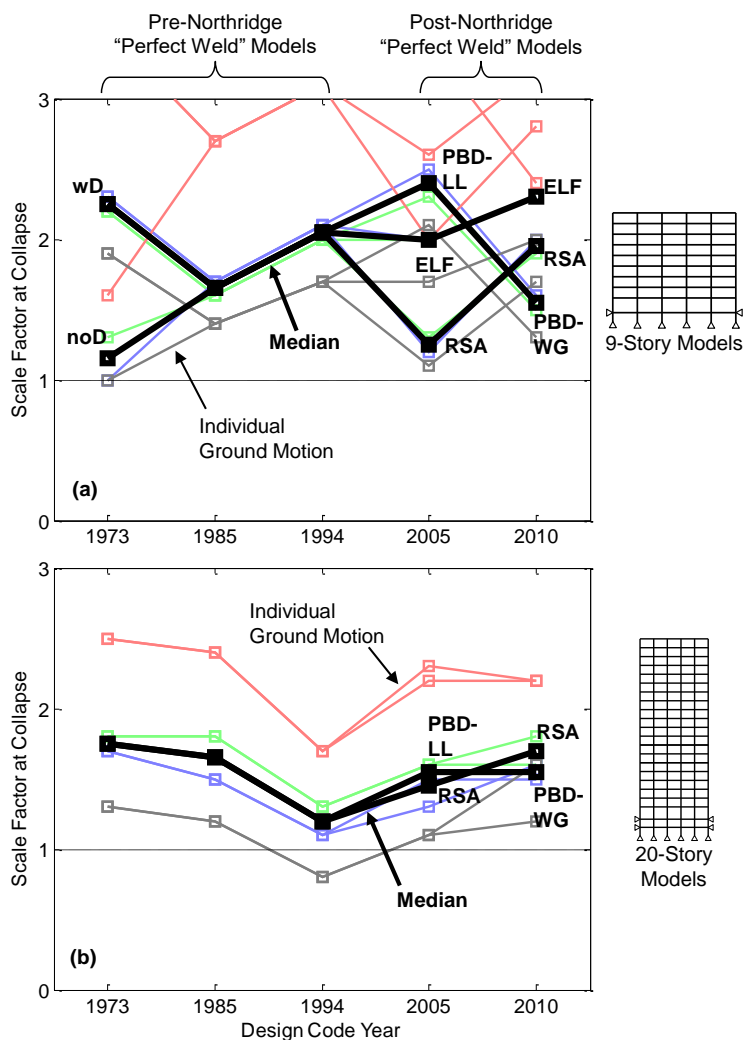 Pre-Northridge
“Perfect Weld” Models
Post-Northridge
“Perfect Weld” Models
Scale Factor at Collapse
3
2
1
0
wD
noD
Median
Individual
Ground Motion
PBD-
LL
ELF
RSA
ELF
RSA
PBD-
WG
(a)
1973
1985
1994
2005
2010
9-Story Models
Scale Factor at Collapse
3
2
1
0
Individual
Ground Motion
PBD-
LL
RSA
RSA
PBD-
WG
Median
(b)
1973
1985
1994
2005
2010
Design Code Year
20-Story
Models